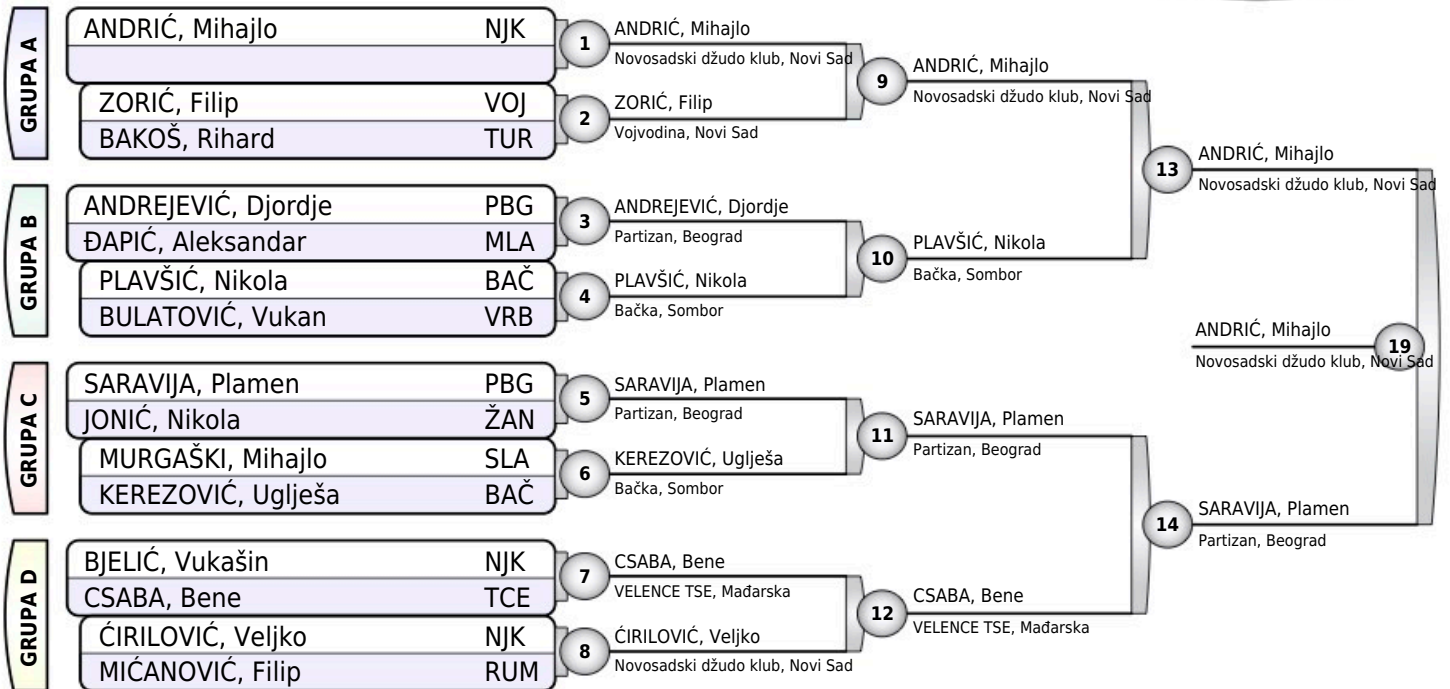 GRUPA A
ANDRIĆ, Mihajlo NJK
ZORIĆ, Filip VOJ
BAKOŠ, Rihard TUR
GRUPA B
ANDREJEVIĆ, Djordje PBG
ĐAPIĆ, Aleksandar MLA
PLAVŠIĆ, Nikola BAČ
BULATOVIĆ, Vukan VRB
GRUPA C
SARAVIJA, Plamen PBG
JONIĆ, Nikola ŽAN
MURGAŠKI, Mihajlo SLA
KEREZOVIĆ, Uglješa BAČ
GRUPA D
BJELIĆ, Vukašin NJK
CSABA, Bene TCE
ĆIRILOVIĆ, Veljko NJK
MIĆANOVIĆ, Filip RUM
1
ANDRIĆ, Mihajlo
Novosadski džudo klub, Novi Sad
2
ZORIĆ, Filip
Vojvodina, Novi Sad
3
ANDREJEVIĆ, Djordje
Partizan, Beograd
4
PLAVŠIĆ, Nikola
Bačka, Sombor
5
SARAVIJA, Plamen
Partizan, Beograd
6
KEREZOVIĆ, Uglješa
Bačka, Sombor
7
CSABA, Bene
VELENCE TSE, Mađarska
8
ĆIRILOVIĆ, Veljko
Novosadski džudo klub, Novi Sad
9
ANDRIĆ, Mihajlo
Novosadski džudo klub, Novi Sad
10
PLAVŠIĆ, Nikola
Bačka, Sombor
11
SARAVIJA, Plamen
Partizan, Beograd
12
CSABA, Bene
VELENCE TSE, Mađarska
13
ANDRIĆ, Mihajlo
Novosadski džudo klub, Novi Sad
14
SARAVIJA, Plamen
Partizan, Beograd
ANDRIĆ, Mihajlo
19
Novosadski džudo klub, Novi Sad